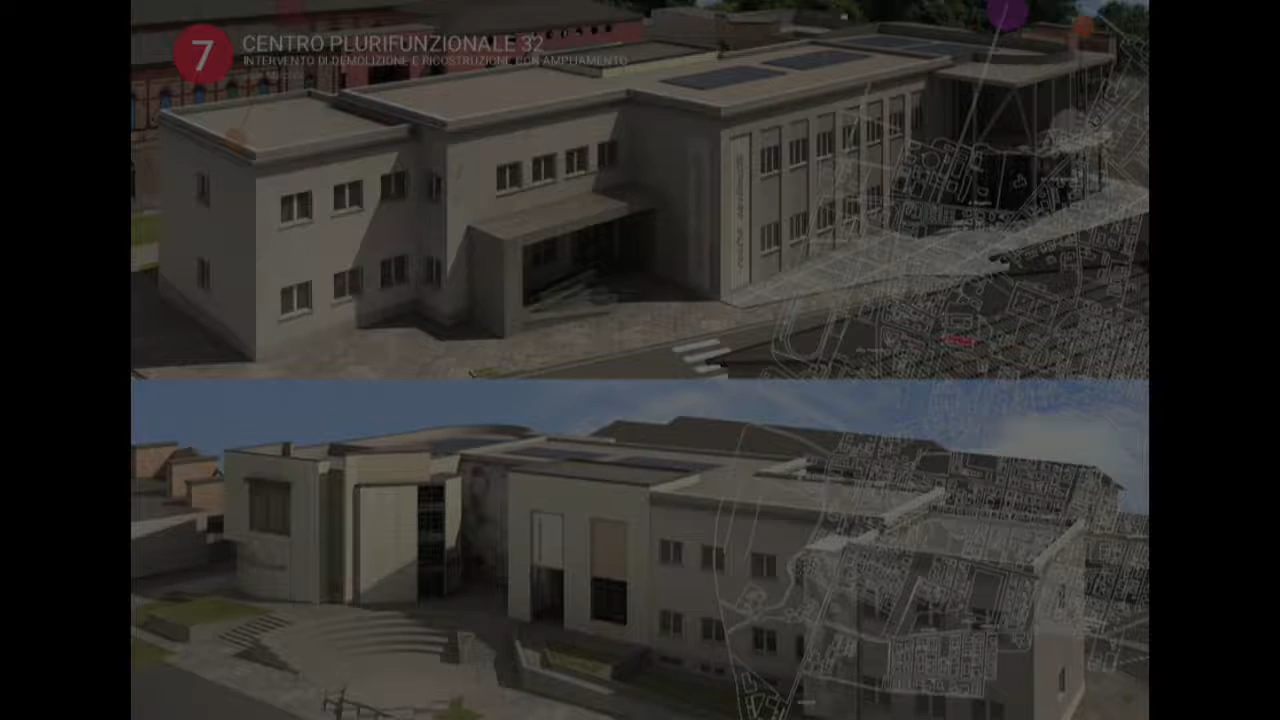 7
CENTRO PLURIFUNZIONALE 32
INTERVENTO DI DEMOLIZIONE E RICOSTRUZIONE CON AMPLIAMENTO